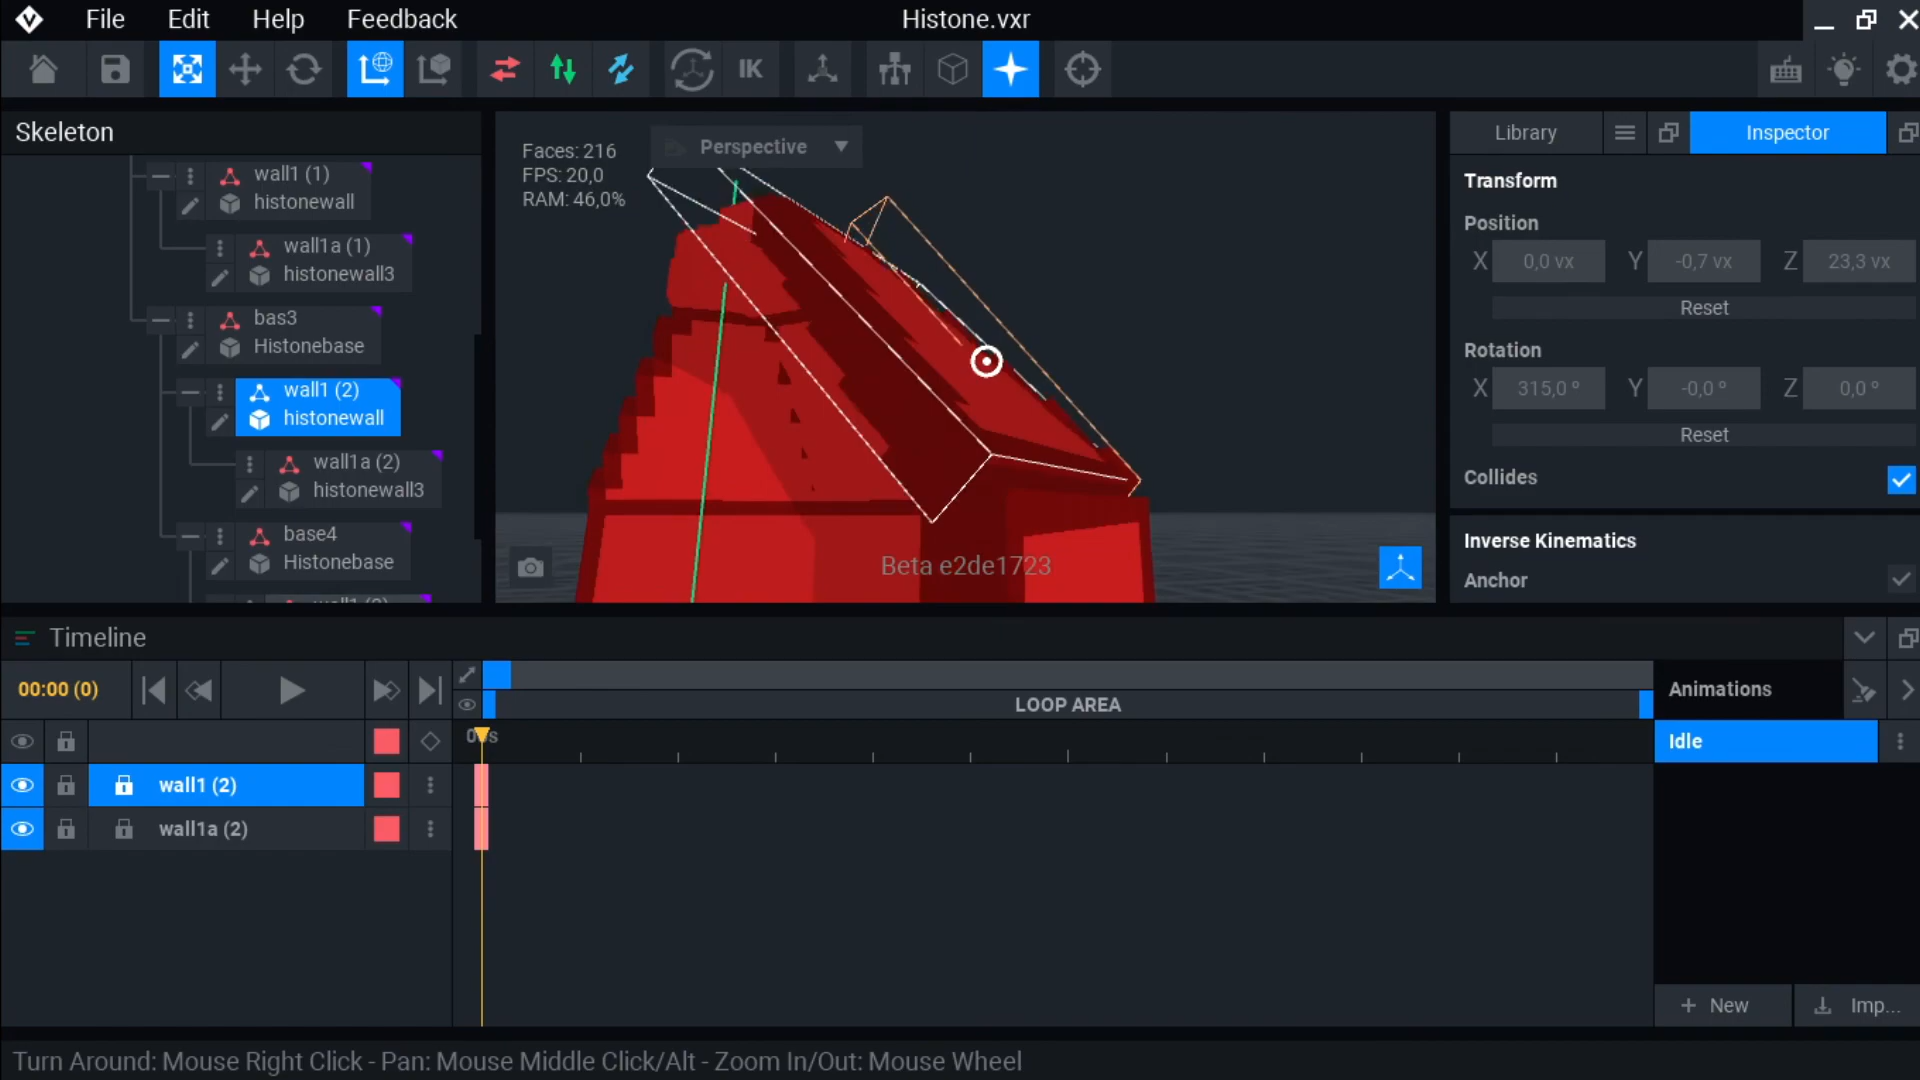 File Edit Help Feedback
Histone.vxr
IK
Skeleton
wall1 (1)
histonewall
wall1a (1)
histonewall3
bas3
Histonebase
wall1 (2)
histonewall
wall1a (2)
histonewall3
base4
Histonebase
Faces: 216
FPS: 20,0
RAM: 46,0%
Perspective
Beta e2de1723
Library
Inspector
Transform
Position
X 0,0 vx Y -0,7 vx Z 23,3 vx
Reset
Rotation
X 315,0 º Y -0,0 º Z 0,0 º
Reset
Collides
Inverse Kinematics
Anchor
Timeline
00:00 (0)
LOOP AREA
Animations
Idle
wall1 (2)
wall1a (2)
+ New
Imp...
Turn Around: Mouse Right Click - Pan: Mouse Middle Click/Alt - Zoom In/Out: Mouse Wheel